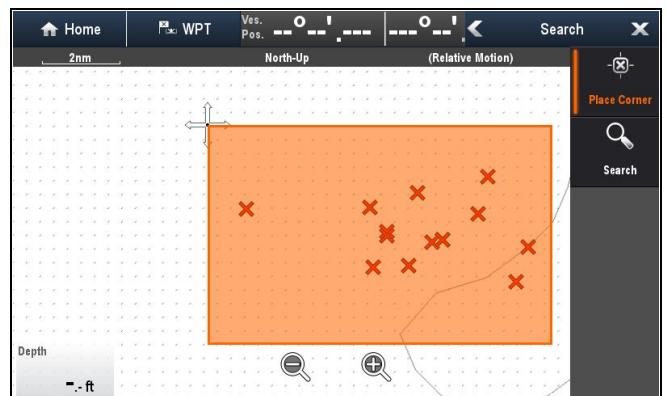 Home
WPT
Ves.
Pos.
--°--'.---
---°--'.---
Search
2nm
North-Up
(Relative Motion)
Place Corner
Search
Depth
-.- ft